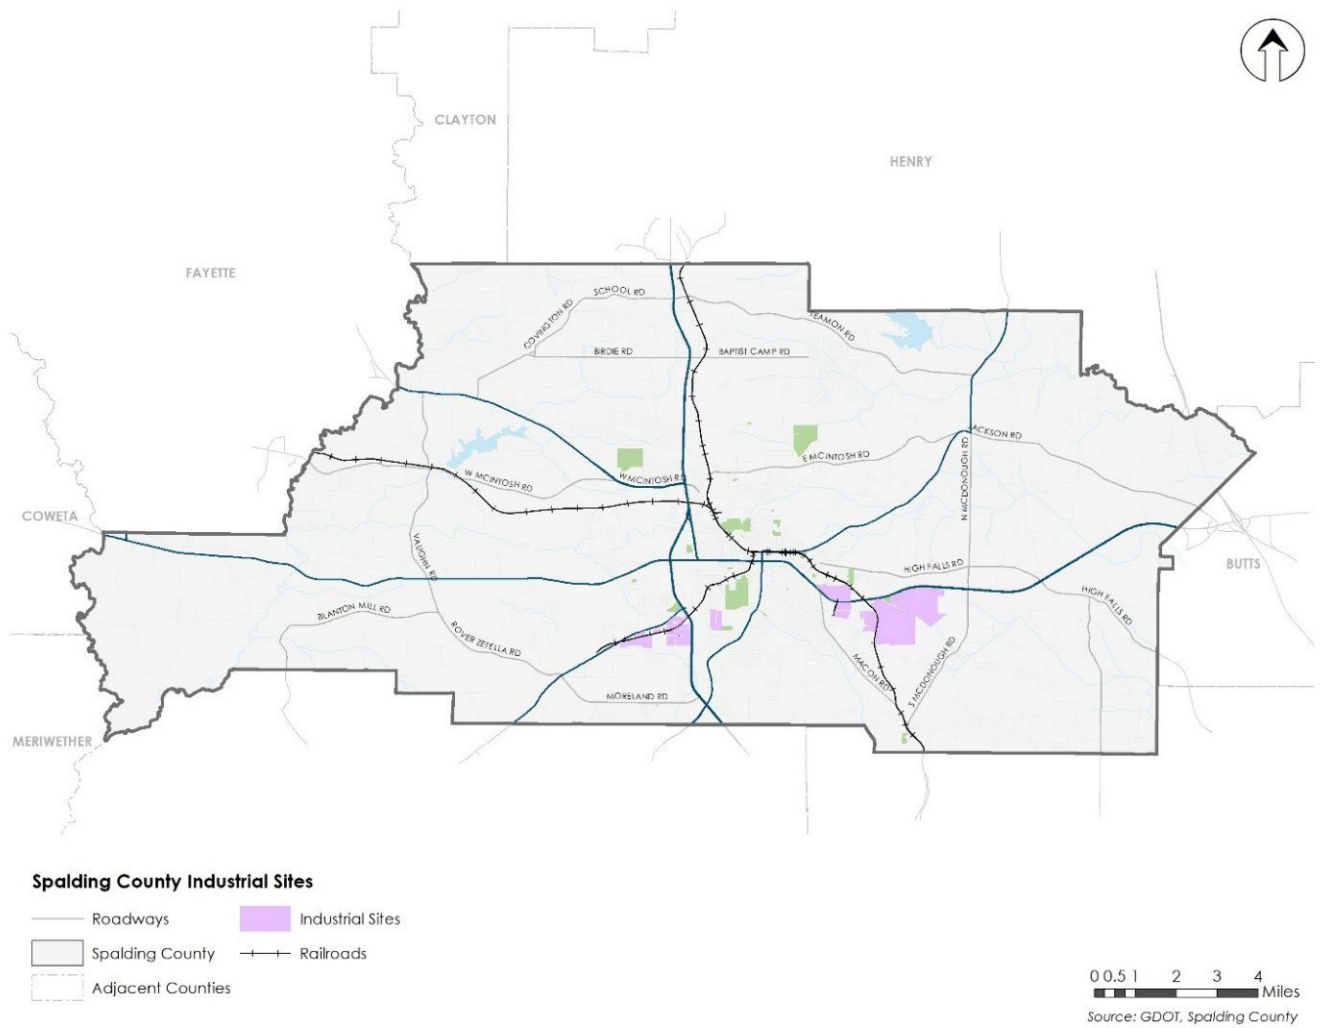 CLAYTON
HENRY
FAYETTE
SCHOOL RD
COVINGTON RD
TEAMON RD
BIRDIE RD
BAPTIST CAMP RD
JACKSON RD
E MCINTOSH RD
W MCINTOSH RD
W MCINTOSH RD
N MCDONOUGH RD
COWETA
VAUGHN RD
HIGH FALLS RD
BUTTS
HIGH FALLS RD
BLANTON MILL RD
ROVER ZETELLA RD
MACON RD
S MCDONOUGH RD
MORELAND RD
MERIWETHER
Spalding County Industrial Sites
Roadways
Industrial Sites
Spalding County
Railroads
Adjacent Counties
0 0.5 1 2 3 4
Miles
Source: GDOT, Spalding County